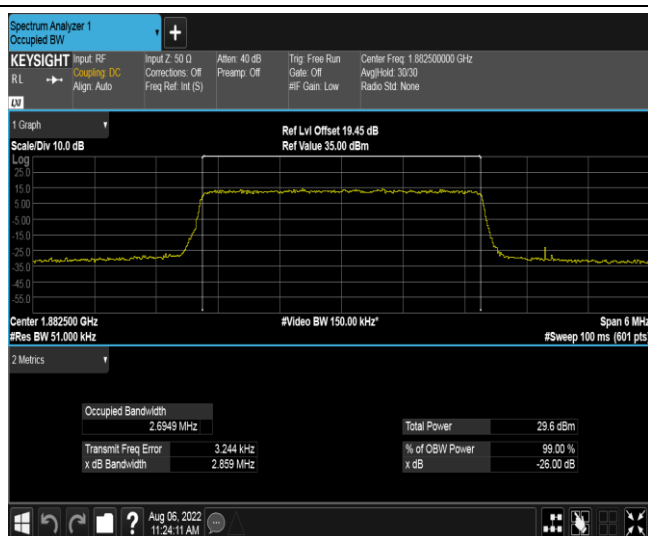 Spectrum Analyzer 1
Occupied BW
+
KEYSIGHT Input: RF Input Z: 50 Ω Atten: 40 dB Trig: Free Run Center Freq: 1.882500000 GHz
RL Coupling: DC Corrections: Off Preamp: Off Gate: Off Avg|Hold: 30/30
Align: Auto Freq Ref: Int (S) #IF Gain: Low Radio Std: None
LXI
1 Graph Ref Lvl Offset 19.45 dB
Scale/Div 10.0 dB Ref Value 35.00 dBm
Log
25.0
15.0
5.00
-5.00
-15.0
-25.0
-35.0
-45.0
-55.0
Center 1.882500 GHz #Video BW 150.00 kHz* Span 6 MHz
#Res BW 51.000 kHz #Sweep 100 ms (601 pts)
2 Metrics
Occupied Bandwidth
2.6949 MHz Total Power 29.6 dBm
Transmit Freq Error 3.244 kHz % of OBW Power 99.00 %
x dB Bandwidth 2.859 MHz x dB -26.00 dB
? Aug 06, 2022
11:24:11 AM